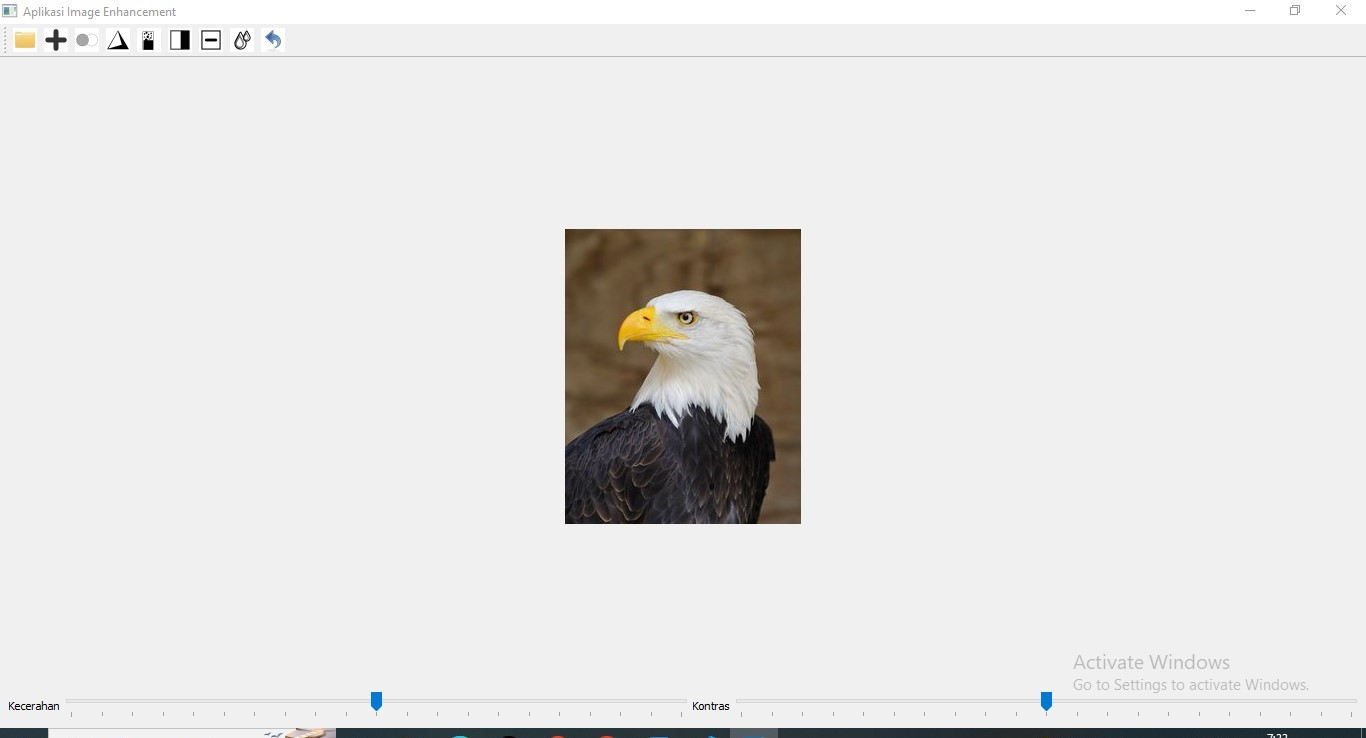 Aplikasi Image Enhancement
Activate Windows
Go to Settings to activate Windows.
Kecerahan
Kontras